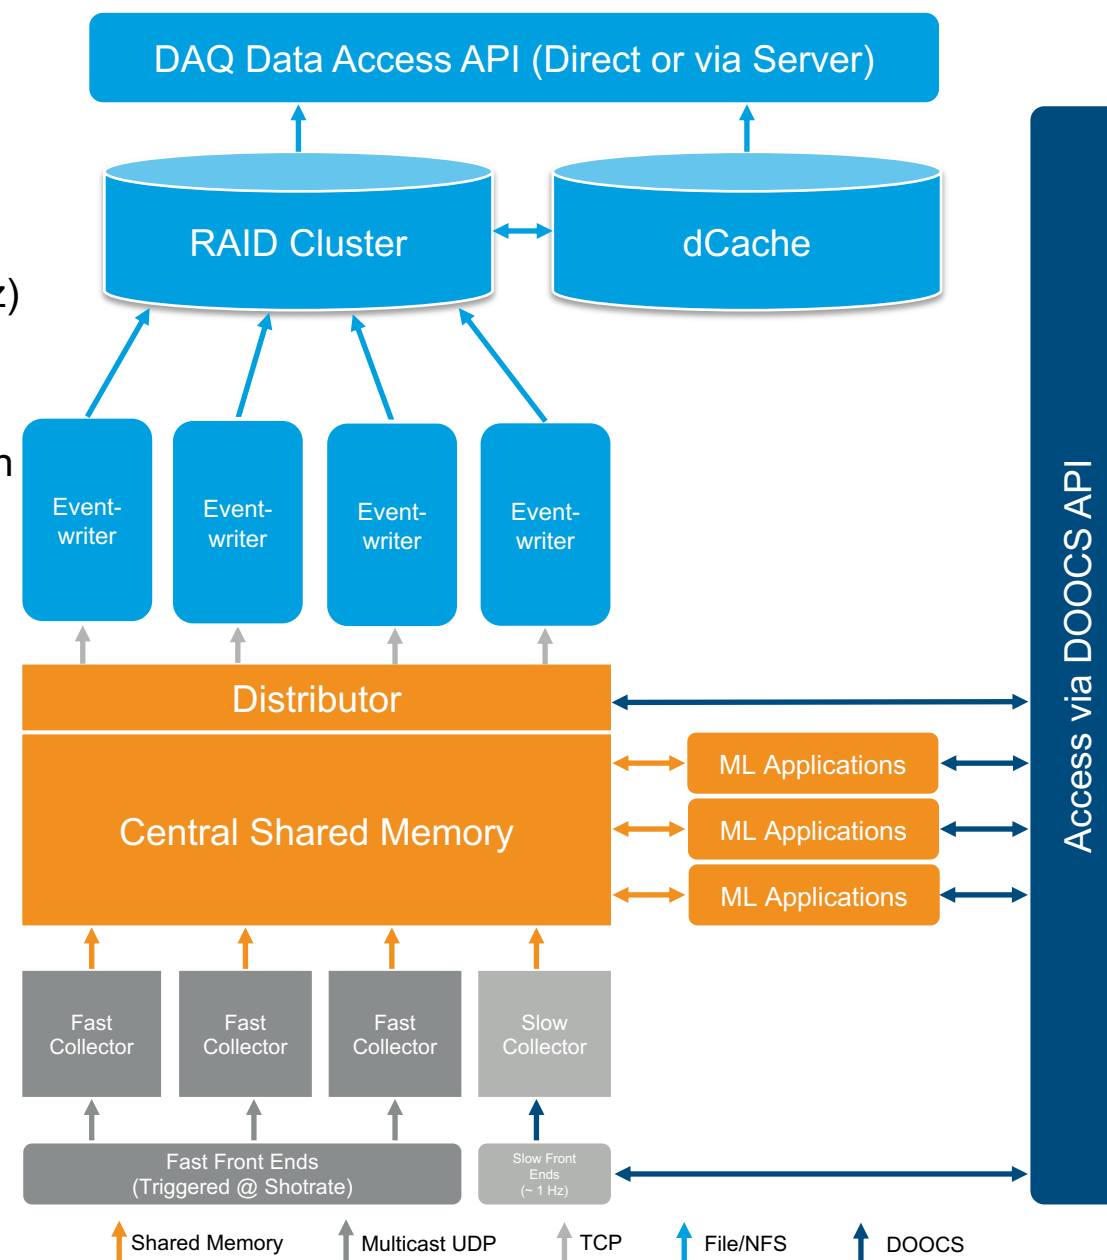 DAQ Data Access API (Direct or via Server)
RAID Cluster
dCache
z)
n
Event-
writer
Event-
writer
Event-
writer
Event-
writer
Distributor
Central Shared Memory
ML Applications
ML Applications
ML Applications
Access via DOOCS API
Fast
Collector
Fast
Collector
Fast
Collector
Slow
Collector
Fast Front Ends
(Triggered @ Shotrate)
Slow Front
Ends
(~ 1 Hz)
Shared Memory
Multicast UDP
TCP
File/NFS
DOOCS